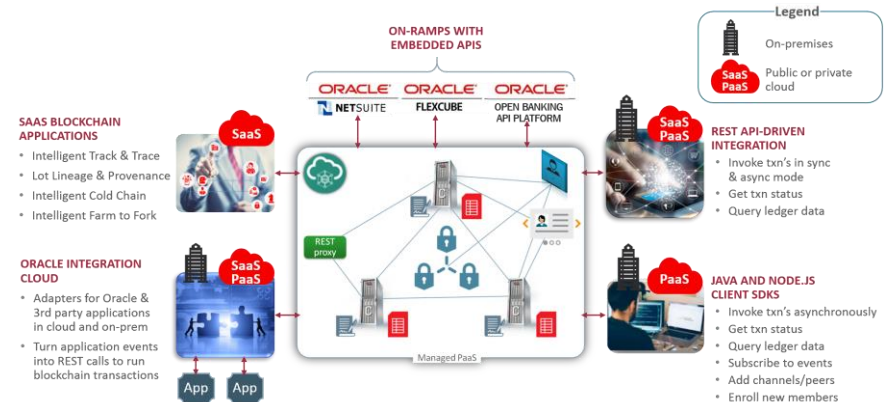 ON-RAMPS WITH
EMBEDDED APIS
Legend
On-premises
SaaS
PaaS
Public or private
cloud
ORACLE
NETSUITE
ORACLE
FLEXCUBE
ORACLE
OPEN BANKING
API PLATFORM
SAAS BLOCKCHAIN
APPLICATIONS
• Intelligent Track & Trace
• Lot Lineage & Provenance
• Intelligent Cold Chain
• Intelligent Farm to Fork
SaaS
ORACLE INTEGRATION
CLOUD
• Adapters for Oracle &
3rd party applications
in cloud and on-prem
• Turn application events
into REST calls to run
blockchain transactions
SaaS
PaaS
App
App
REST
proxy
C
C
C
Managed PaaS
SaaS
PaaS
REST API-DRIVEN
INTEGRATION
• Invoke txn's in sync
& async mode
• Get txn status
• Query ledger data
PaaS
JAVA AND NODE.JS
CLIENT SDKS
• Invoke txn's asynchronously
• Get txn status
• Query ledger data
• Subscribe to events
• Add channels/peers
• Enroll new members